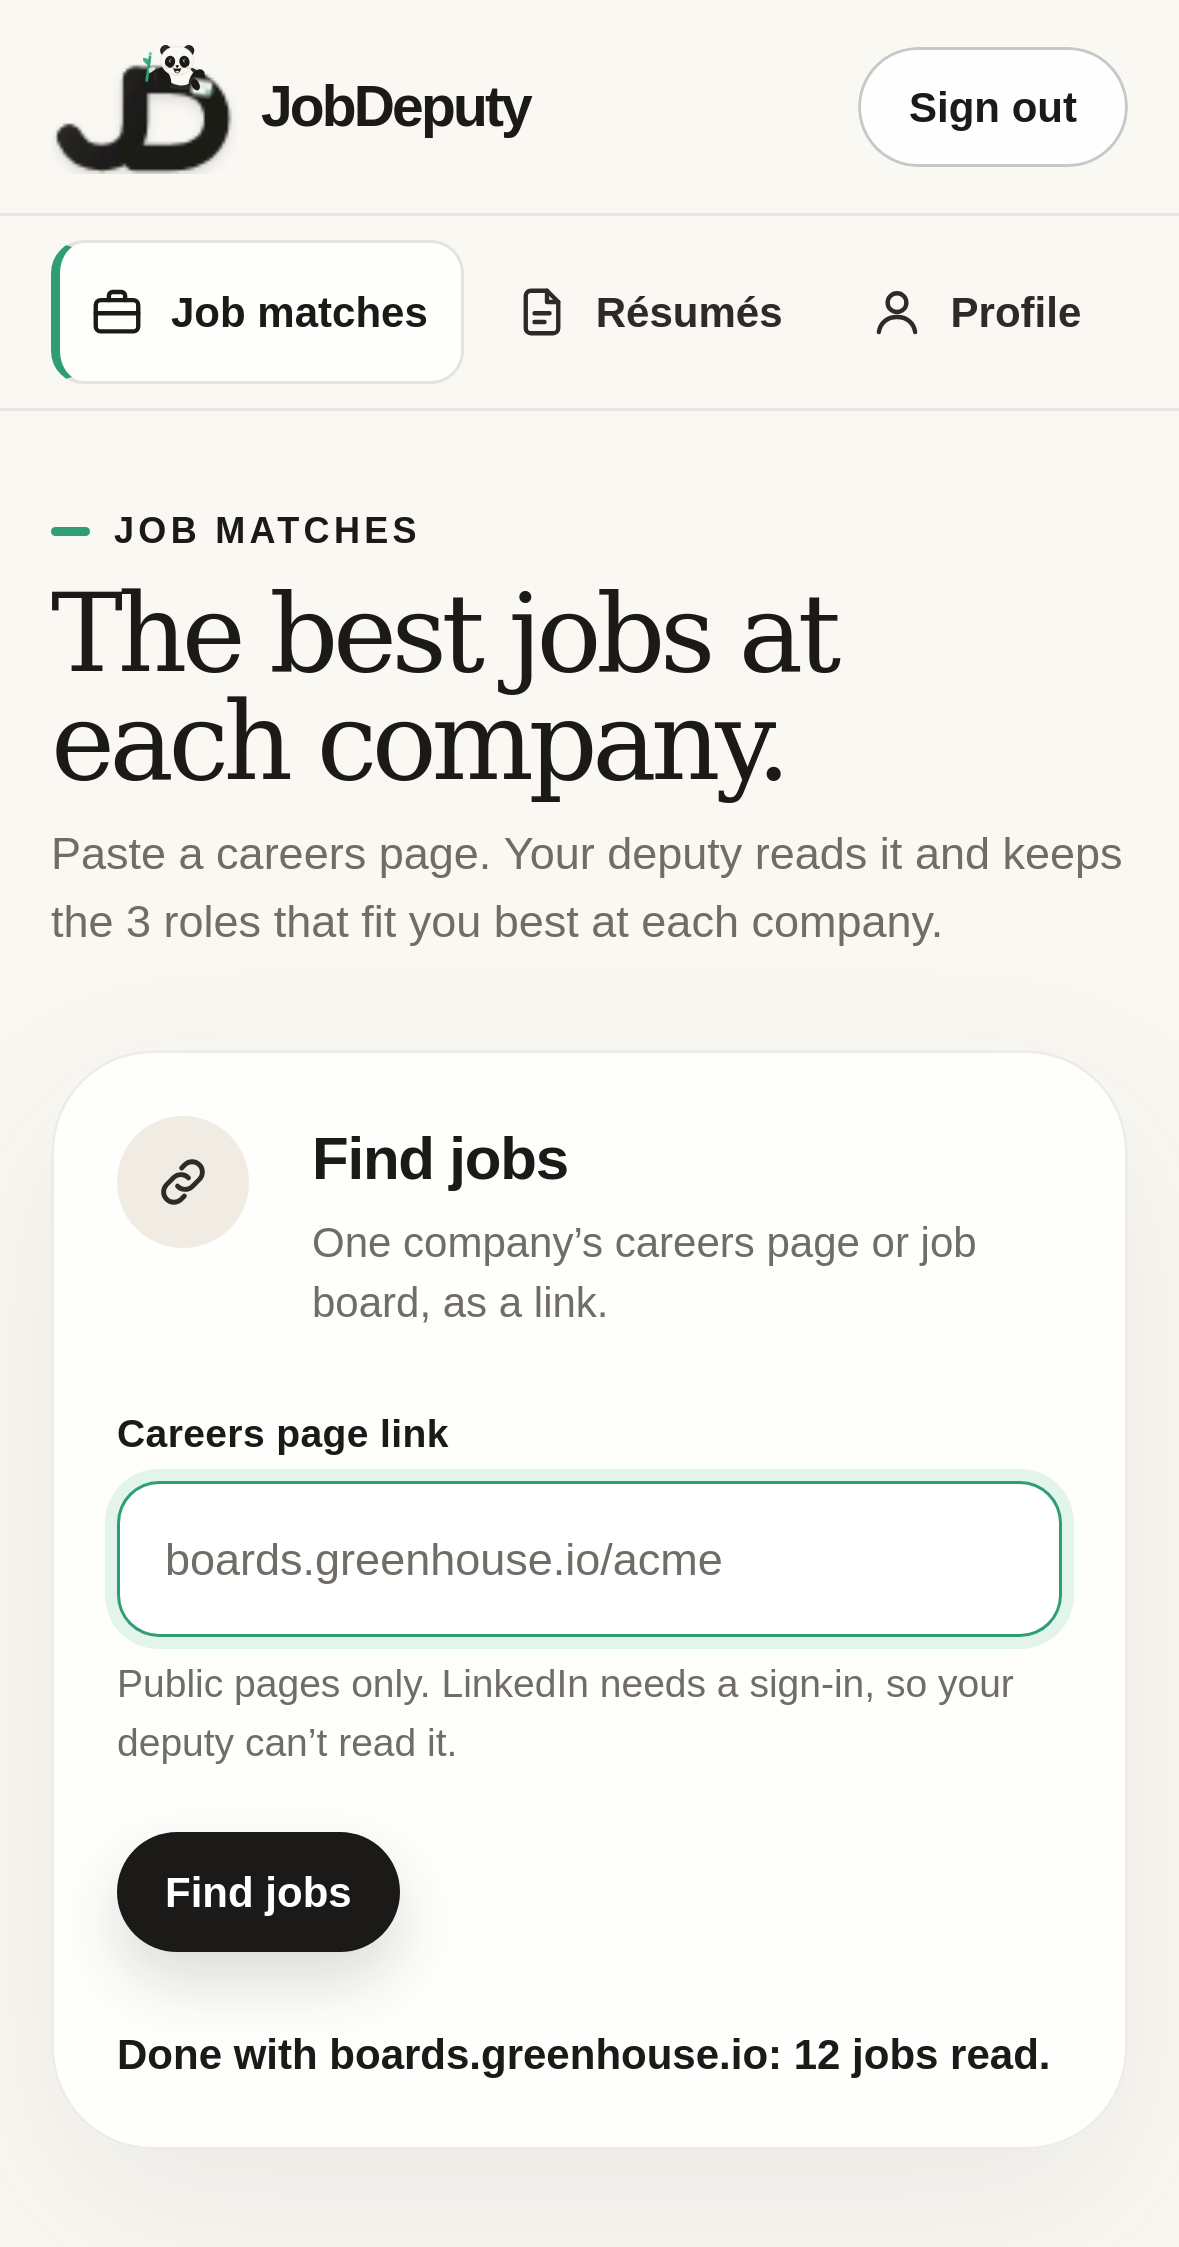 JD
JobDeputy
Sign out
Job matches
Résumés
Profile
JOB MATCHES
The best jobs at
each company.
Paste a careers page. Your deputy reads it and keeps
the 3 roles that fit you best at each company.
Find jobs
One company’s careers page or job
board, as a link.
Careers page link
boards.greenhouse.io/acme
Public pages only. LinkedIn needs a sign-in, so your
deputy can’t read it.
Find jobs
Done with boards.greenhouse.io: 12 jobs read.